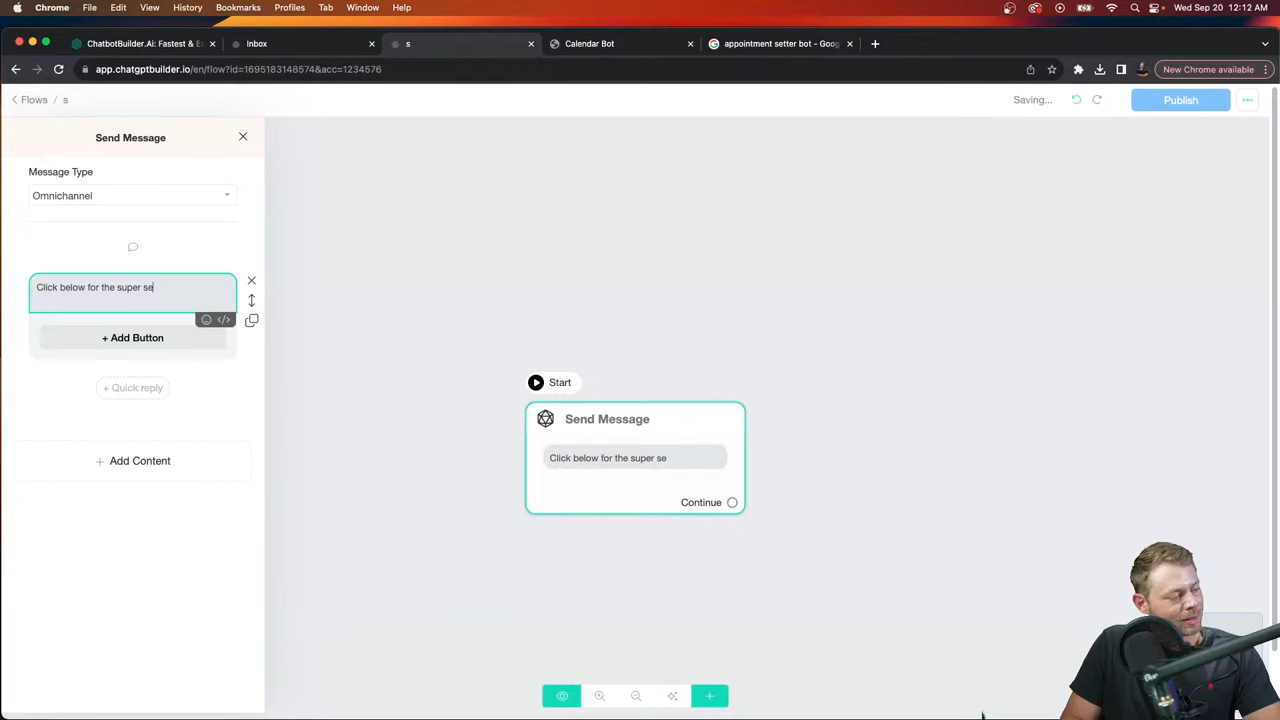 Chrome File Edit View History Bookmarks Profiles Tab Window Help Wed Sep 20 12:12 AM
ChatbotBuilder.Ai: Fastest & E Inbox s Calendar Bot appointment setter bot - Goog
app.chatgptbuilder.io/en/flow?id=1695183148574&acc=1234576 New Chrome available
Flows / s Saving... Publish
Send Message
Message Type
Omnichannel
Click below for the super se
+ Add Button
+ Quick reply
+ Add Content
Start
Send Message
Click below for the super se
Continue